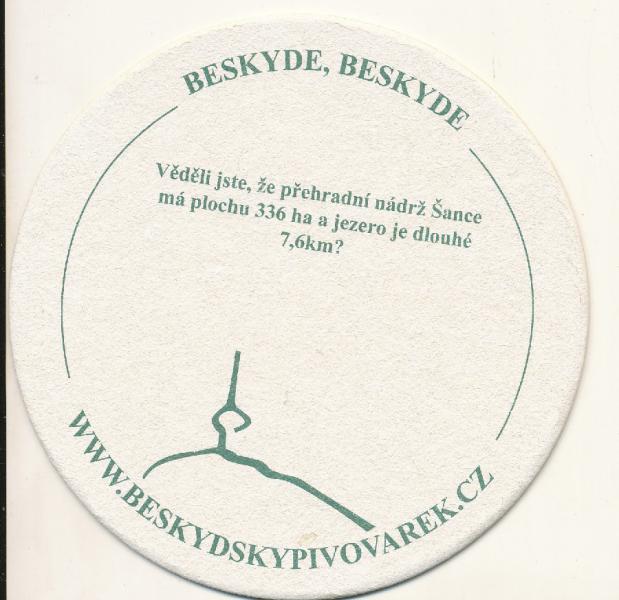 BESKYDE, BESKYDE
Věděli jste, že přehradní nádrž Šance
má plochu 336 ha a jezero je dlouhé
7,6km?
WWW.BESKYDSKYPIVOVAREK.CZ